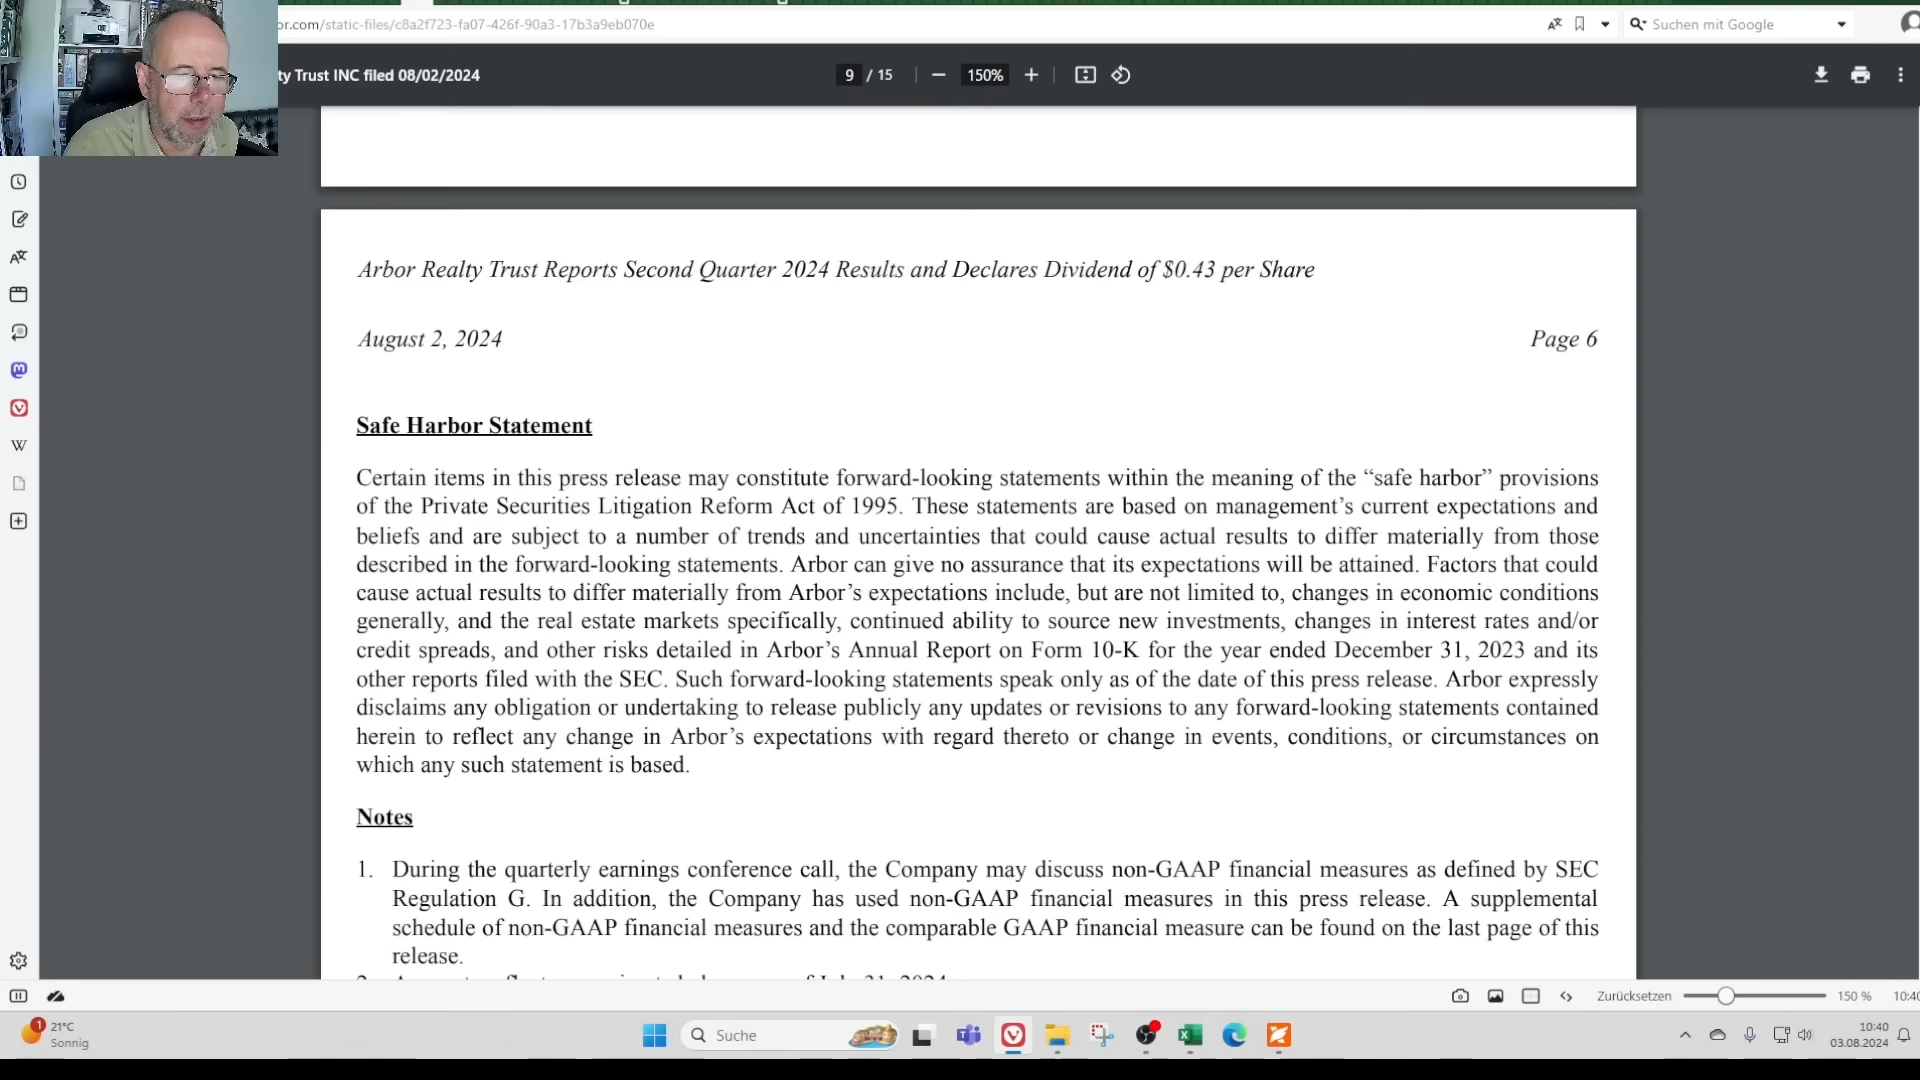 or.com/static-files/c8a2f723-fa07-426f-90a3-17b3a9eb070e
Suchen mit Google
ty Trust INC filed 08/02/2024
9 / 15
150%
Arbor Realty Trust Reports Second Quarter 2024 Results and Declares Dividend of $0.43 per Share
August 2, 2024
Page 6
Safe Harbor Statement
Certain items in this press release may constitute forward-looking statements within the meaning of the “safe harbor” provisions
of the Private Securities Litigation Reform Act of 1995. These statements are based on management’s current expectations and
beliefs and are subject to a number of trends and uncertainties that could cause actual results to differ materially from those
described in the forward-looking statements. Arbor can give no assurance that its expectations will be attained. Factors that could
cause actual results to differ materially from Arbor’s expectations include, but are not limited to, changes in economic conditions
generally, and the real estate markets specifically, continued ability to source new investments, changes in interest rates and/or
credit spreads, and other risks detailed in Arbor’s Annual Report on Form 10-K for the year ended December 31, 2023 and its
other reports filed with the SEC. Such forward-looking statements speak only as of the date of this press release. Arbor expressly
disclaims any obligation or undertaking to release publicly any updates or revisions to any forward-looking statements contained
herein to reflect any change in Arbor’s expectations with regard thereto or change in events, conditions, or circumstances on
which any such statement is based.
Notes
1. During the quarterly earnings conference call, the Company may discuss non-GAAP financial measures as defined by SEC
Regulation G. In addition, the Company has used non-GAAP financial measures in this press release. A supplemental
schedule of non-GAAP financial measures and the comparable GAAP financial measure can be found on the last page of this
release.
Zurücksetzen
150 %
10:40
1
21°C
Sonnig
Suche
10:40
03.08.2024